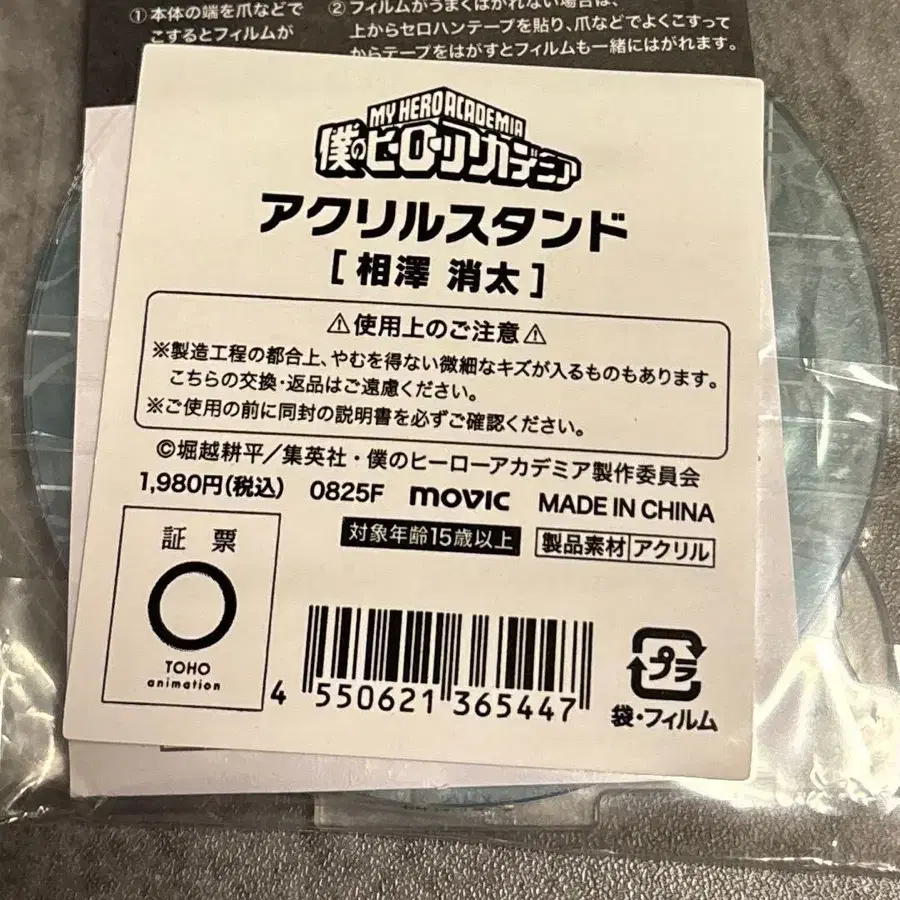 ①本体の端を爪などで
こするとフィルムが
②フィルムがうまくはがれない場合は、
上からセロハンテープを貼り、爪などでよくこすって
からテープをはがすとフィルムも一緒にはがれます。
MY HERO ACADEMIA
僕のヒーローアカデミア
アクリルスタンド
[相澤 消太]
⚠使用上のご注意⚠
※製造工程の都合上、やむを得ない微細なキズが入るものもあります。
こちらの交換・返品はご遠慮ください。
※ご使用の前に同封の説明書を必ずご確認ください。
©堀越耕平／集英社・僕のヒーローアカデミア製作委員会
1,980円(税込) 0825F movic MADE IN CHINA
対象年齢15歳以上 製品素材 アクリル
証票
TOHO
animation
4 550621 365447
プラ
袋・フィルム